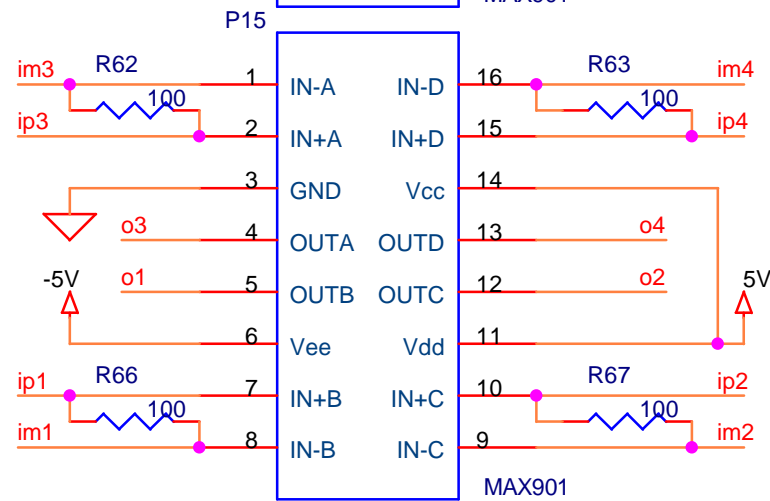 MAX901
P15
im3 R62 1 IN-A IN-D 16 R63 im4
100 100
ip3 2 IN+A IN+D 15 ip4
3 GND Vcc 14
o3 4 OUTA OUTD 13 o4
-5V o1 5 OUTB OUTC 12 o2 5V
6 Vee Vdd 11
ip1 R66 7 IN+B IN+C 10 R67 ip2
100 100
im1 8 IN-B IN-C 9 im2
MAX901